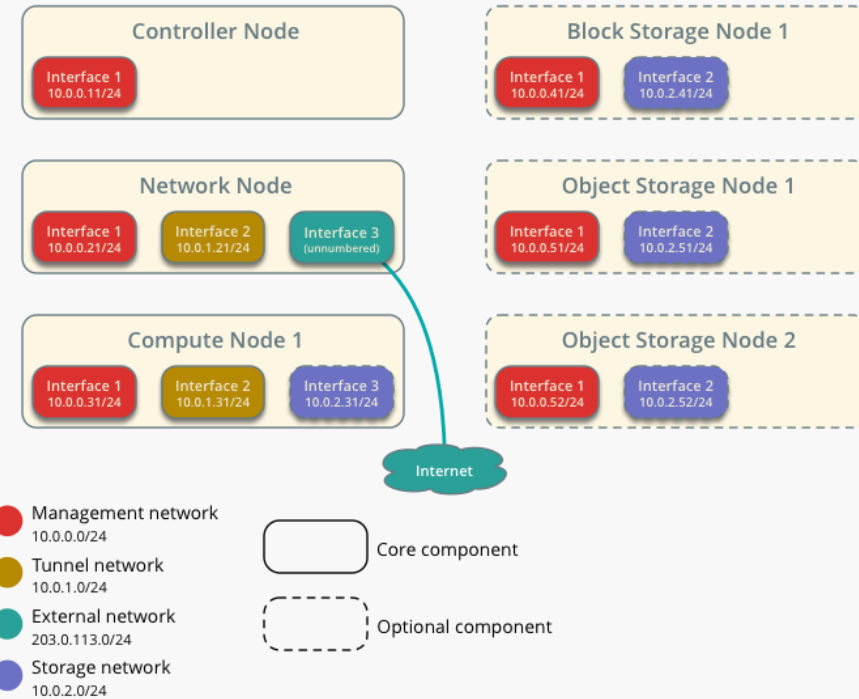 Controller Node
Interface 1
10.0.0.11/24
Block Storage Node 1
Interface 1
10.0.0.41/24
Interface 2
10.0.2.41/24
Network Node
Interface 1
10.0.0.21/24
Interface 2
10.0.1.21/24
Interface 3
(unnumbered)
Object Storage Node 1
Interface 1
10.0.0.51/24
Interface 2
10.0.2.51/24
Compute Node 1
Interface 1
10.0.0.31/24
Interface 2
10.0.1.31/24
Interface 3
10.0.2.31/24
Object Storage Node 2
Interface 1
10.0.0.52/24
Interface 2
10.0.2.52/24
Internet
Management network
10.0.0.0/24
Tunnel network
10.0.1.0/24
External network
203.0.113.0/24
Storage network
10.0.2.0/24
Core component
Optional component